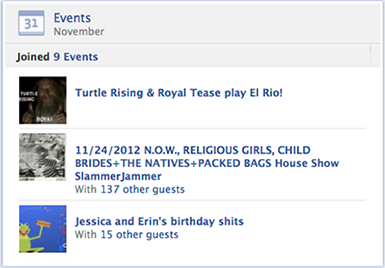 31
Events
November
Joined 9 Events
TURTLE
RISING
ROYAL
Turtle Rising & Royal Tease play El Rio!
11/24/2012 N.O.W., RELIGIOUS GIRLS, CHILD
BRIDES+THE NATIVES+PACKED BAGS House Show
SlammerJammer
With 137 other guests
Jessica and Erin's birthday shits
With 15 other guests